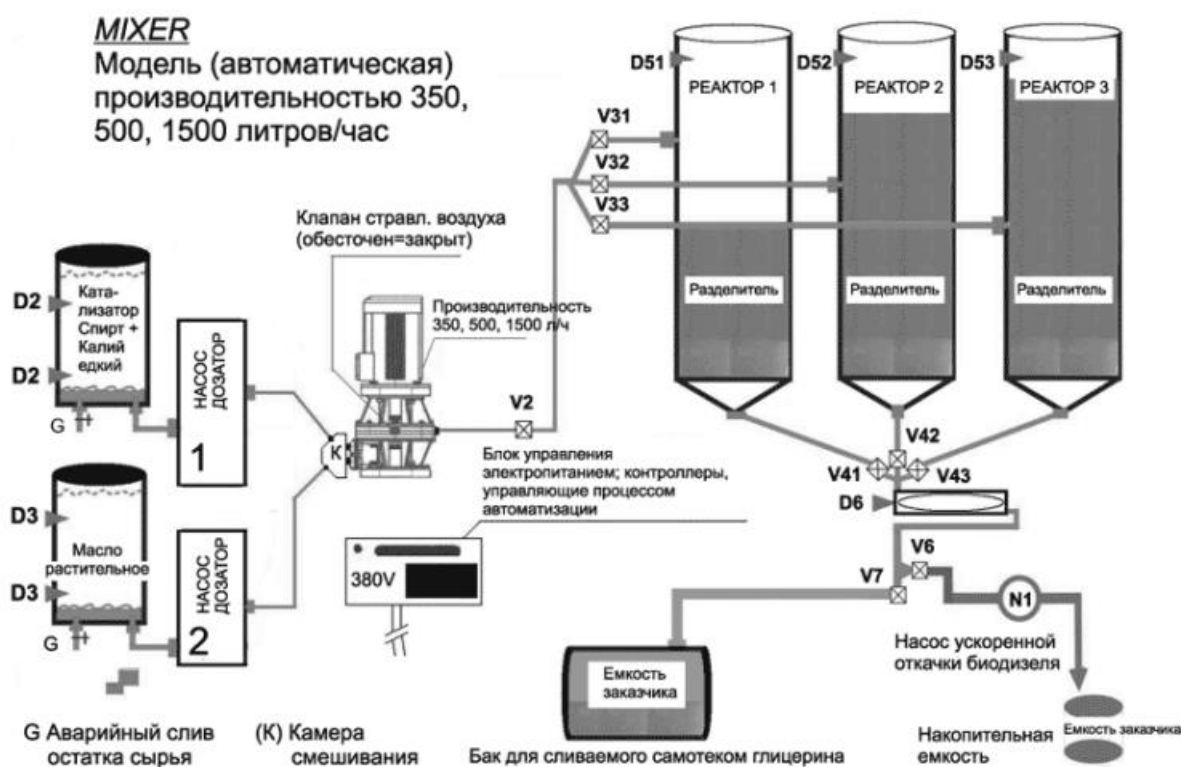 MIXER
Модель (автоматическая)
производительностью 350,
500, 1500 литров/час
D51
D52
D53
РЕАКТОР 1
РЕАКТОР 2
РЕАКТОР 3
V31
V32
V33
Клапан стравл. воздуха
(обесточен=закрыт)
Разделитель
Разделитель
Разделитель
D2
D2
Ката-
лизатор
Спирт +
Калий
едкий
G
НАСОС
ДОЗАТОР
1
Производительность
350, 500, 1500 л/ч
К
V2
Блок управления
электропитанием; контроллеры,
управляющие процессом
автоматизации
380V
V42
V41
V43
D6
D3
D3
Масло
растительное
G
НАСОС
ДОЗАТОР
2
V6
V7
N1
Насос ускоренной
откачки биодизеля
Емкость
заказчика
Емкость заказчика
Накопительная
емкость
G Аварийный слив
остатка сырья
(К) Камера
смешивания
Бак для сливаемого самотеком глицерина